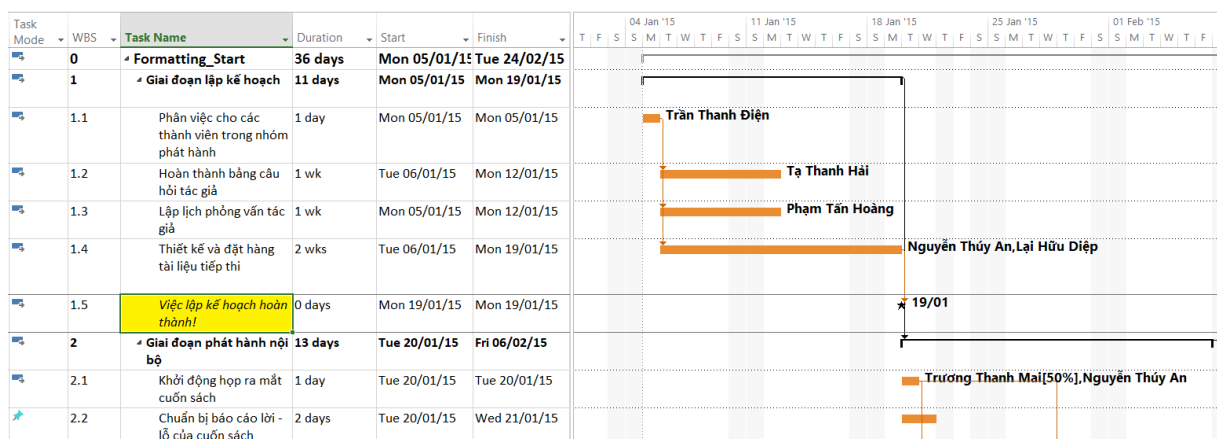 Task Mode WBS Task Name Duration Start Finish
04 Jan '15 11 Jan '15 18 Jan '15 25 Jan '15 01 Feb '15
T F S S M T W T F S S M T W T F S S M T W T F S S M T W T F S S M T W T F
0 Formatting_Start 36 days Mon 05/01/15 Tue 24/02/15
1 Giai đoạn lập kế hoạch 11 days Mon 05/01/15 Mon 19/01/15
1.1 Phân việc cho các 1 day Mon 05/01/15 Mon 05/01/15 Trần Thanh Điện
thành viên trong nhóm
phát hành
1.2 Hoàn thành bảng câu 1 wk Tue 06/01/15 Mon 12/01/15 Tạ Thanh Hải
hỏi tác giả
1.3 Lập lịch phỏng vấn tác 1 wk Mon 05/01/15 Mon 12/01/15 Phạm Tấn Hoàng
giả
1.4 Thiết kế và đặt hàng 2 wks Tue 06/01/15 Mon 19/01/15 Nguyễn Thúy An,Lại Hữu Diệp
tài liệu tiếp thi
1.5 Việc lập kế hoạch hoàn 0 days Mon 19/01/15 Mon 19/01/15 19/01
thành!
2 Giai đoạn phát hành nội 13 days Tue 20/01/15 Fri 06/02/15
bộ
2.1 Khởi động họp ra mắt 1 day Tue 20/01/15 Tue 20/01/15 Trương Thanh Mai[50%],Nguyễn Thúy An
cuốn sách
2.2 Chuẩn bị báo cáo lời - 2 days Tue 20/01/15 Wed 21/01/15
lỗ của cuốn sách